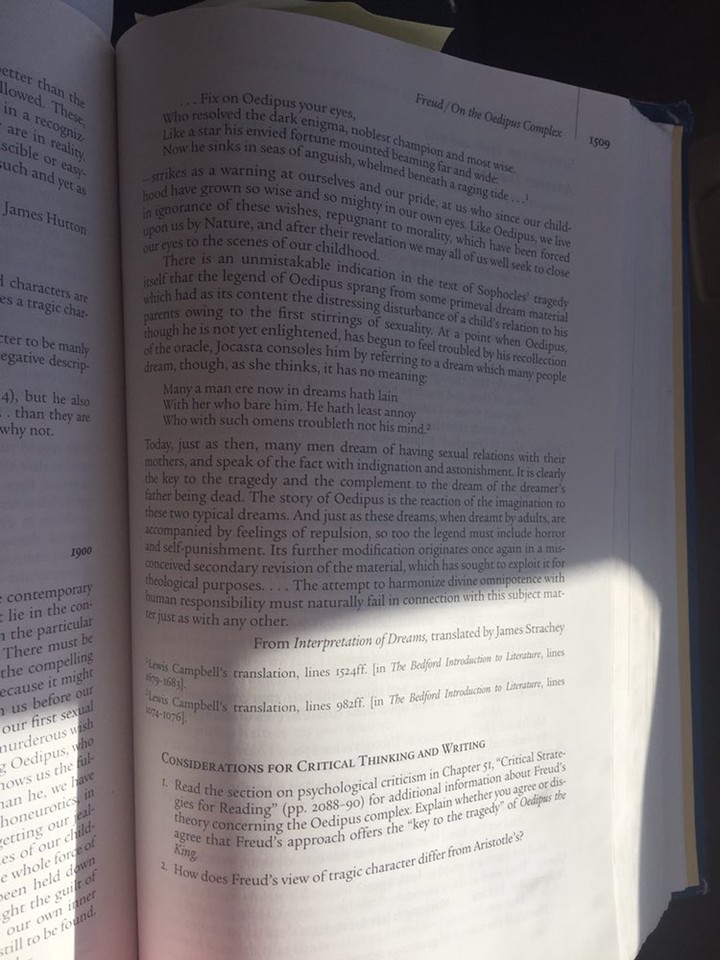 etter than the
llowed. These,
in a recogniz-
are in reality.
scible or easy-
such and yet as
James Hutton
d characters are
es a tragic char-
cter to be manly
egative descrip-
4), but he also
. . than they are
why not.
1900
contemporary
t lie in the con-
n the particular
There must be
the compelling
ecause it might
n us before our
our first sexual
murderous wish
g Oedipus, who
hows us the ful-
han he, we have
honeurotics, in
getting our jeal-
es of our child-
e whole force of
been held down
ght the guilt of
our own inner
still to be found.
Freud / On the Oedipus Complex 1509
. . . Fix on Oedipus your eyes,
Who resolved the dark enigma, noblest champion and most wise.
Like a star his envied fortune mounted beaming far and wide:
Now he sinks in seas of anguish, whelmed beneath a raging tide . . .¹
—strikes as a warning at ourselves and our pride, at us who since our child-
hood have grown so wise and so mighty in our own eyes. Like Oedipus, we live
in ignorance of these wishes, repugnant to morality, which have been forced
upon us by Nature, and after their revelation we may all of us well seek to close
our eyes to the scenes of our childhood.
There is an unmistakable indication in the text of Sophocles' tragedy
itself that the legend of Oedipus sprang from some primeval dream material
which had as its content the distressing disturbance of a child's relation to his
parents owing to the first stirrings of sexuality. At a point when Oedipus,
though he is not yet enlightened, has begun to feel troubled by his recollection
of the oracle, Jocasta consoles him by referring to a dream which many people
dream, though, as she thinks, it has no meaning:
Many a man ere now in dreams hath lain
With her who bare him. He hath least annoy
Who with such omens troubleth not his mind.²
Today, just as then, many men dream of having sexual relations with their
mothers, and speak of the fact with indignation and astonishment. It is clearly
the key to the tragedy and the complement to the dream of the dreamer's
father being dead. The story of Oedipus is the reaction of the imagination to
these two typical dreams. And just as these dreams, when dreamt by adults, are
accompanied by feelings of repulsion, so too the legend must include horror
and self-punishment. Its further modification originates once again in a mis-
conceived secondary revision of the material, which has sought to exploit it for
theological purposes. . . . The attempt to harmonize divine omnipotence with
human responsibility must naturally fail in connection with this subject mat-
ter just as with any other.
From Interpretation of Dreams, translated by James Strachey
¹Lewis Campbell's translation, lines 1524ff. [in The Bedford Introduction to Literature, lines
1679-1683].
²Lewis Campbell's translation, lines 982ff. [in The Bedford Introduction to Literature, lines
1074-1076].
CONSIDERATIONS FOR CRITICAL THINKING AND WRITING
1. Read the section on psychological criticism in Chapter 51, "Critical Strate-
gies for Reading" (pp. 2088-90) for additional information about Freud's
theory concerning the Oedipus complex. Explain whether you agree or dis-
agree that Freud's approach offers the "key to the tragedy" of Oedipus the
King.
2. How does Freud's view of tragic character differ from Aristotle's?